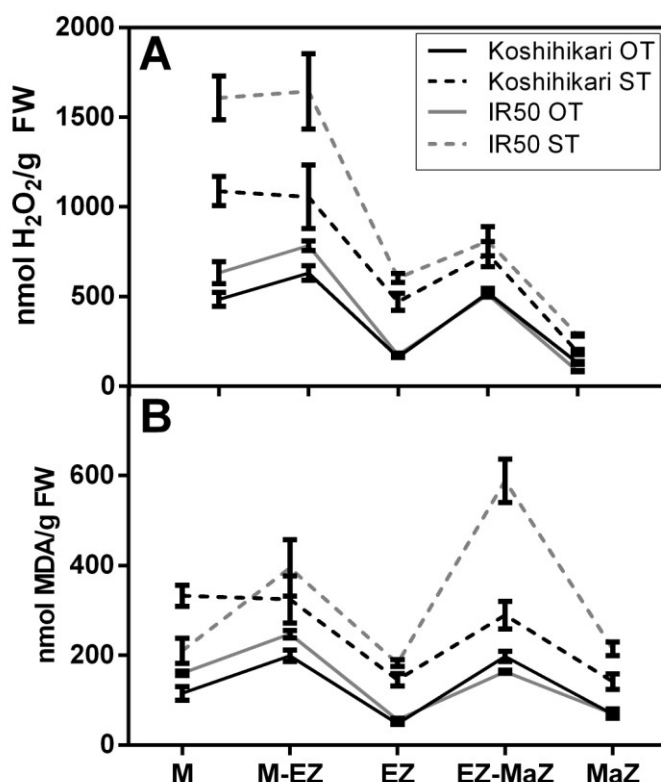 A
nmol H₂O₂/g FW
2000
1500
1000
500
0
Koshihikari OT
Koshihikari ST
IR50 OT
IR50 ST
B
nmol MDA/g FW
600
400
200
0
M M-EZ EZ EZ-MaZ MaZ